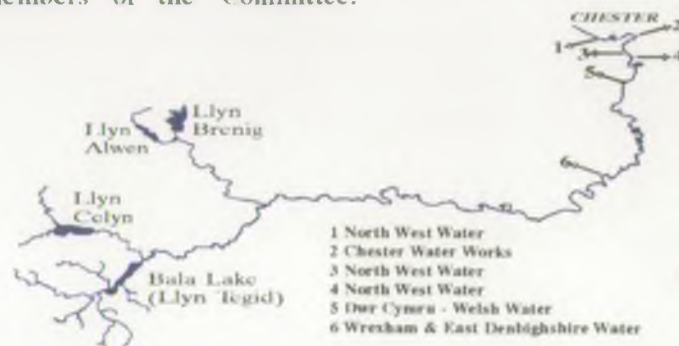 members of the Committee.
CHESTER
1
2
3
4
5
6
Llyn
Brenig
Llyn
Alwen
Llyn
Celyn
Bala Lake
(Llyn Tegid)
1 North West Water
2 Chester Water Works
3 North West Water
4 North West Water
5 Dwr Cymru - Welsh Water
6 Wrexham & East Denbighshire Water